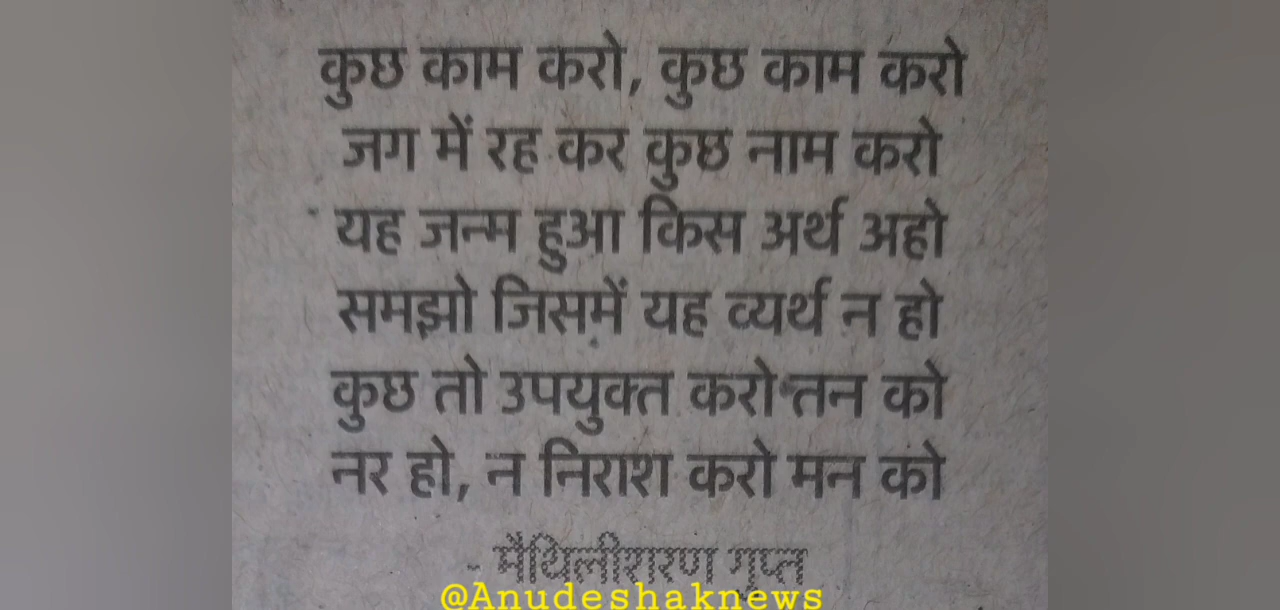 कुछ काम करो, कुछ काम करो
जग में रह कर कुछ नाम करो
यह जन्म हुआ किस अर्थ अहो
समझो जिसमें यह व्यर्थ न हो
कुछ तो उपयुक्त करो तन को
नर हो, न निराश करो मन को
- मैथिलीशरण गुप्त
@Anudeshaknews